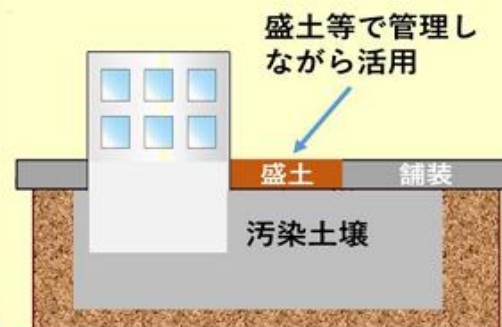 盛土等で管理し
ながら活用
盛土
舗装
汚染土壌